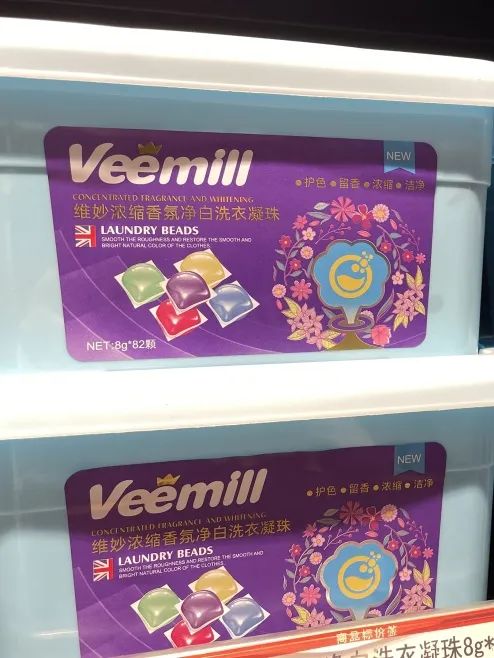 Veemill
NEW
CONCENTRATED FRAGRANCE AND WHITENING
•护色 •留香 •浓缩 •洁净
维妙浓缩香氛净白洗衣凝珠
LAUNDRY BEADS
SMOOTH THE ROUGHNESS AND RESTORE THE SMOOTH AND
BRIGHT NATURAL COLOR OF THE CLOTHES.
NET:8g*82颗
Veemill
NEW
CONCENTRATED FRAGRANCE AND WHITENING
•护色 •留香 •浓缩 •洁净
维妙浓缩香氛净白洗衣凝珠
LAUNDRY BEADS
SMOOTH THE ROUGHNESS AND RESTORE THE SMOOTH AND
BRIGHT NATURAL COLOR OF THE CLOTHES.
商品标价签
净白洗衣凝珠8g*